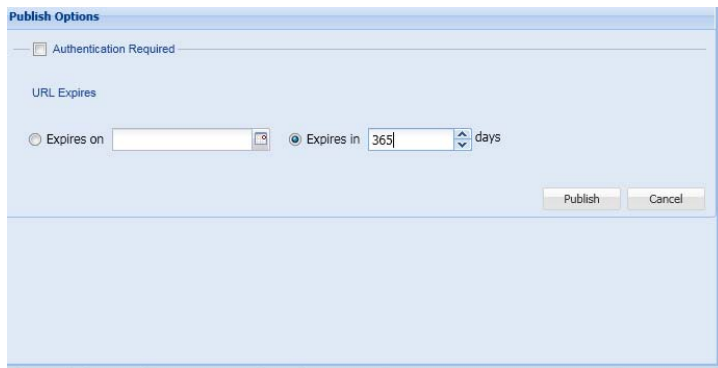 Publish Options
Authentication Required
URL Expires
Expires on Expires in 365 days
Publish Cancel